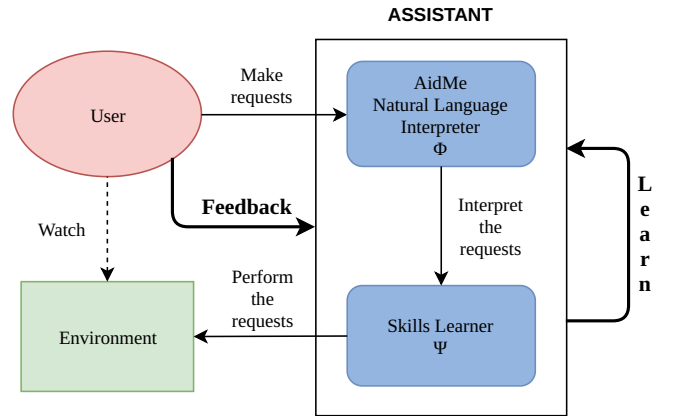 ASSISTANT
User
Make
requests
AidMe
Natural Language
Interpreter
Φ
Feedback
Watch
Interpret
the
requests
L
e
a
r
n
Perform
the
requests
Environment
Skills Learner
Ψ